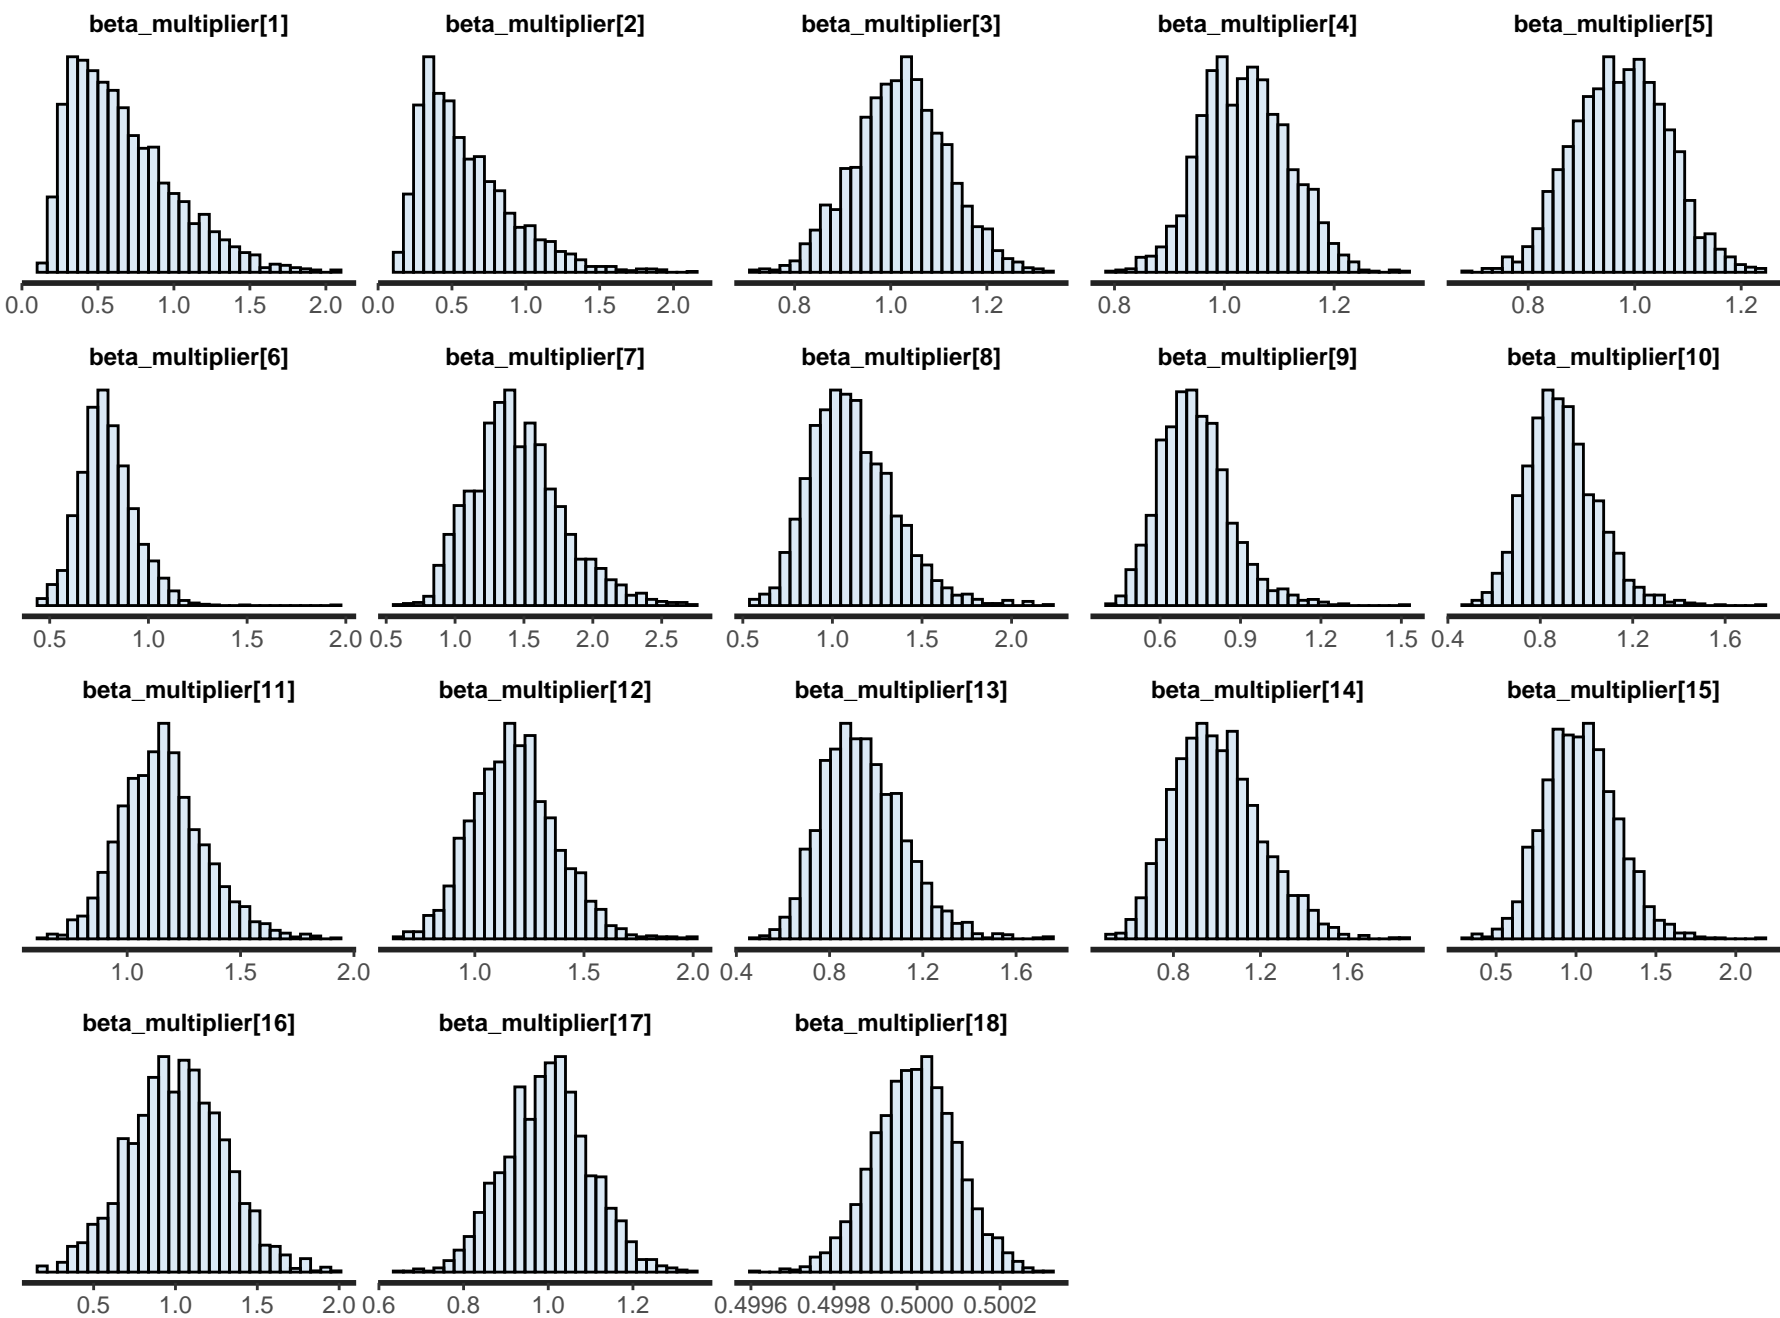 beta_multiplier[1] beta_multiplier[2] beta_multiplier[3] beta_multiplier[4] beta_multiplier[5]
0.0 0.5 1.0 1.5 2.0 0.0 0.5 1.0 1.5 2.0 0.8 1.0 1.2 0.8 1.0 1.2 0.8 1.0 1.2
beta_multiplier[6] beta_multiplier[7] beta_multiplier[8] beta_multiplier[9] beta_multiplier[10]
0.5 1.0 1.5 2.0 0.5 1.0 1.5 2.0 2.5 0.5 1.0 1.5 2.0 0.6 0.9 1.2 1.5 0.4 0.8 1.2 1.6
beta_multiplier[11] beta_multiplier[12] beta_multiplier[13] beta_multiplier[14] beta_multiplier[15]
1.0 1.5 2.0 1.0 1.5 2.0 0.4 0.8 1.2 1.6 0.8 1.2 1.6 0.5 1.0 1.5 2.0
beta_multiplier[16] beta_multiplier[17] beta_multiplier[18]
0.5 1.0 1.5 2.0 0.6 0.8 1.0 1.2 0.4996 0.4998 0.5000 0.5002